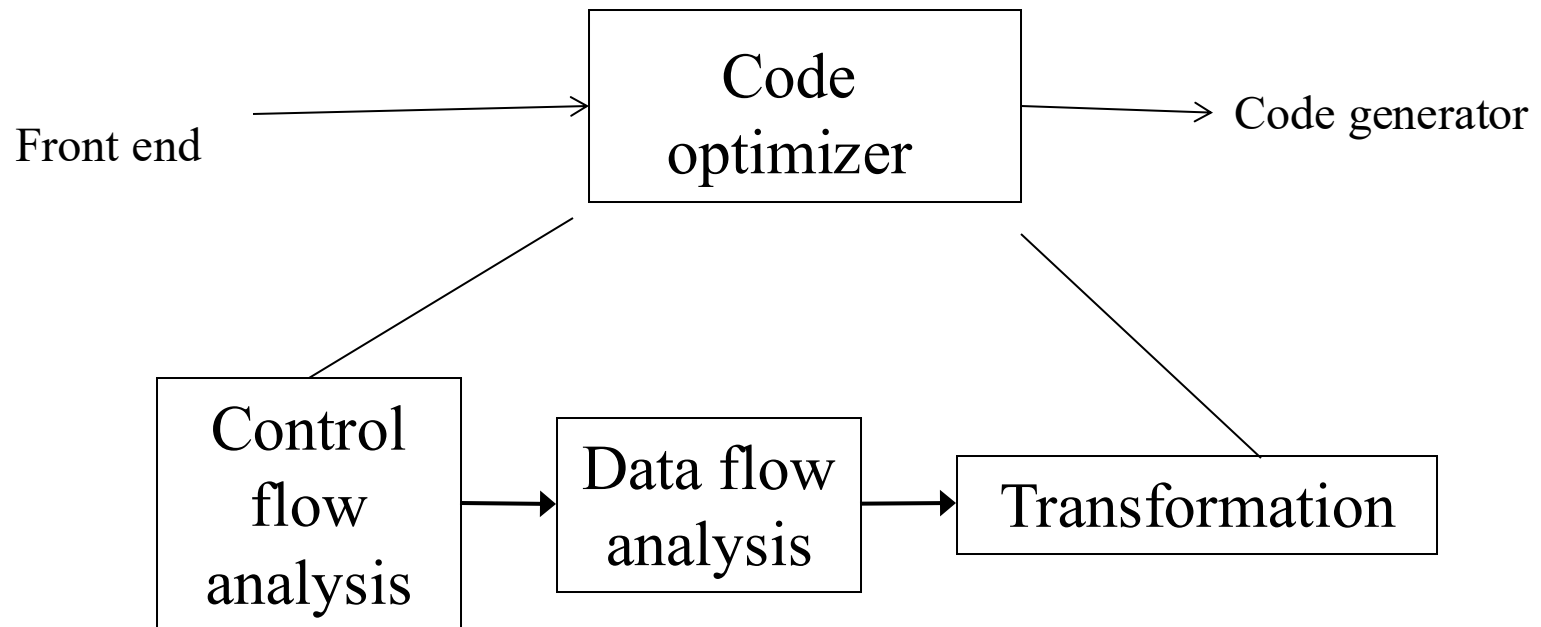 Code
optimizer
Front end
Code generator
Control
flow
analysis
Data flow
analysis
Transformation